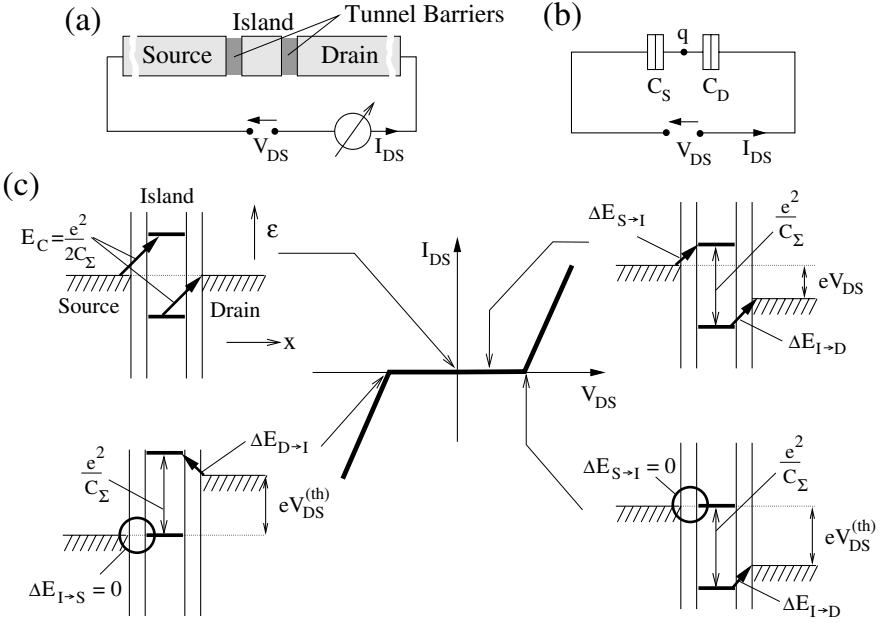 (a)
Island
Tunnel Barriers
Source
Drain
V_DS
I_DS
(b)
q
C_S
C_D
V_DS
I_DS
(c)
Island
E_C = e^2/2C_Σ
ε
Source
Drain
x
I_DS
V_DS
ΔE_S→I
e^2/C_Σ
eV_DS
ΔE_I→D
ΔE_D→I
e^2/C_Σ
eV_DS^(th)
ΔE_I→S = 0
ΔE_S→I = 0
e^2/C_Σ
eV_DS^(th)
ΔE_I→D